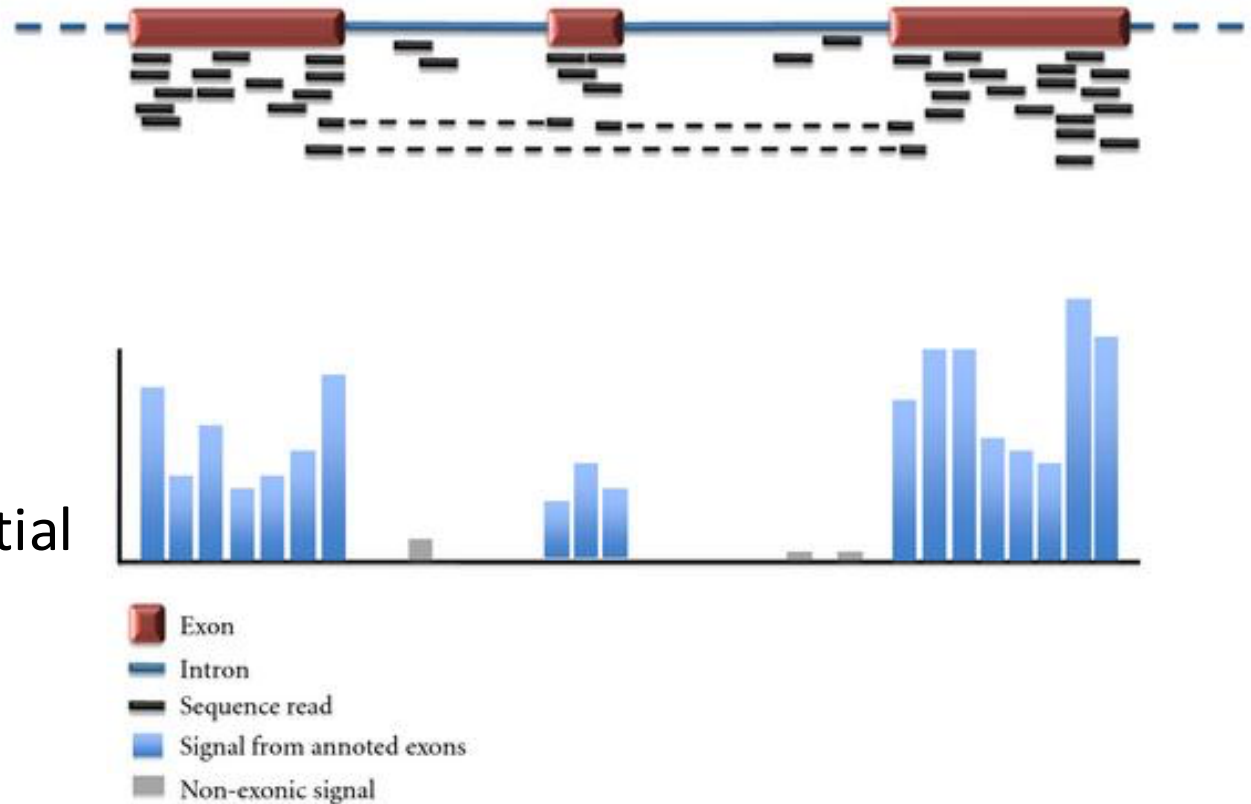 tial
Exon
Intron
Sequence read
Signal from annoted exons
Non-exonic signal